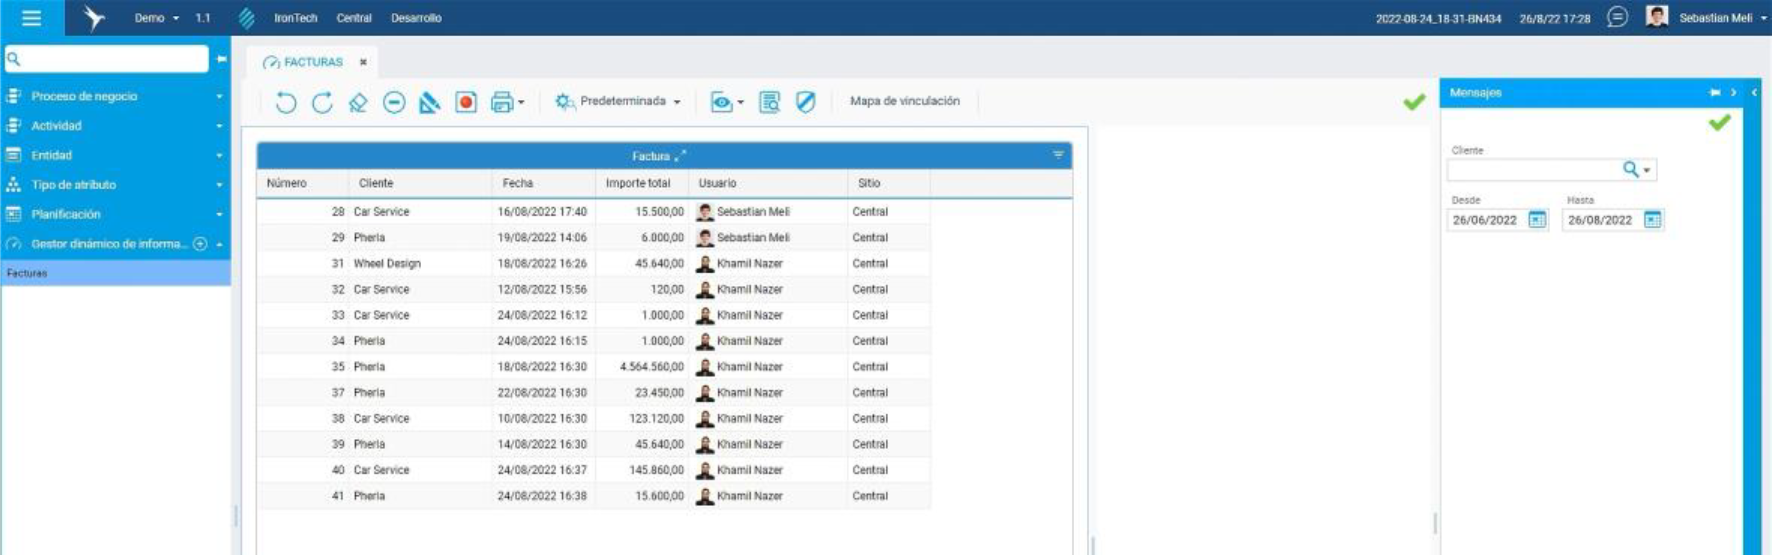 Demo 1.1 IronTech Central Desarrollo 2022-08-24_18-31-BN434 26/8/22 17:28 Sebastian Meli
FACTURAS
Proceso de negocio
Actividad
Entidad
Tipo de atributo
Planificación
Gestor dinámico de informa...
Facturas
Predeterminada Mapa de vinculación
Factura
Número Cliente Fecha Importe total Usuario Sitio
28 Car Service 16/08/2022 17:40 15.500,00 Sebastian Meli Central
29 Pheria 19/08/2022 14:06 6.000,00 Sebastian Meli Central
31 Wheel Design 18/08/2022 16:26 45.640,00 Khamil Nazer Central
32 Car Service 12/08/2022 15:56 120,00 Khamil Nazer Central
33 Car Service 24/08/2022 16:12 1.000,00 Khamil Nazer Central
34 Pheria 24/08/2022 16:15 1.000,00 Khamil Nazer Central
35 Pheria 18/08/2022 16:30 4.564.560,00 Khamil Nazer Central
37 Pheria 22/08/2022 16:30 23.450,00 Khamil Nazer Central
38 Car Service 10/08/2022 16:30 123.120,00 Khamil Nazer Central
39 Pheria 14/08/2022 16:30 45.640,00 Khamil Nazer Central
40 Car Service 24/08/2022 16:37 145.860,00 Khamil Nazer Central
41 Pheria 24/08/2022 16:38 15.600,00 Khamil Nazer Central
Mensajes
Cliente
Desde Hasta
26/06/2022 26/08/2022